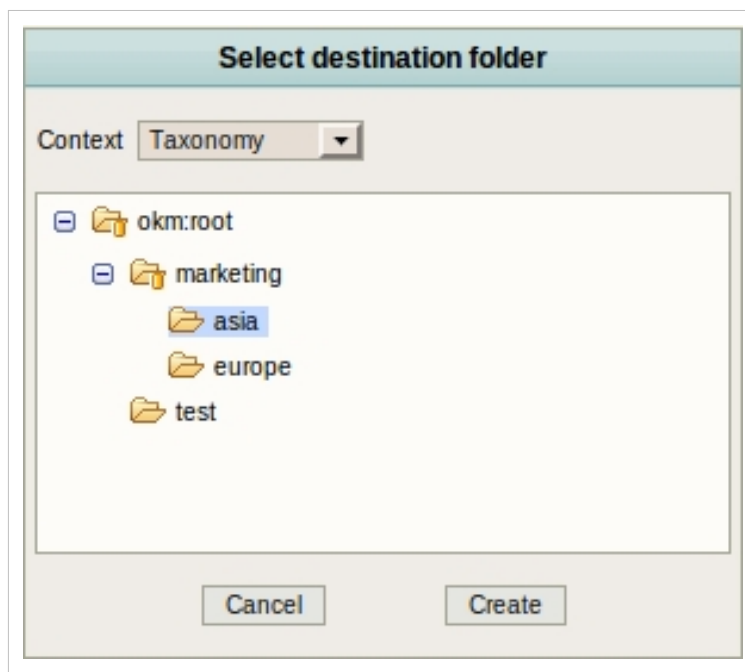 Select destination folder
Context Taxonomy
okm:root
marketing
asia
europe
test
Cancel Create